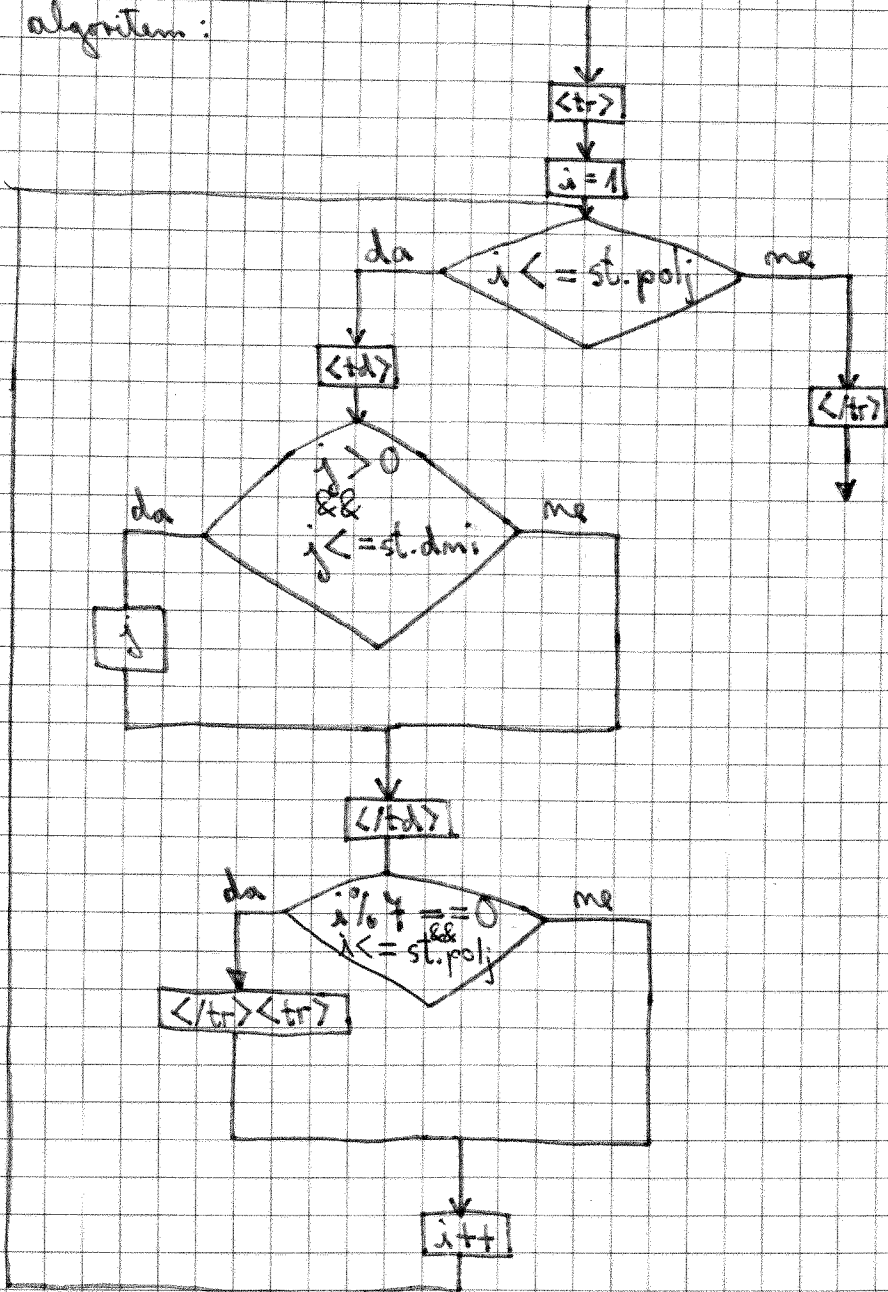 algoritem:
<tr>
i = 1
i <= st.polj
da
ne
<td>
</tr>
j > 0
&&
j <= st.dni
da
ne
j
</td>
i % 7 == 0
&&
i <= st.polj
da
ne
</tr><tr>
i++